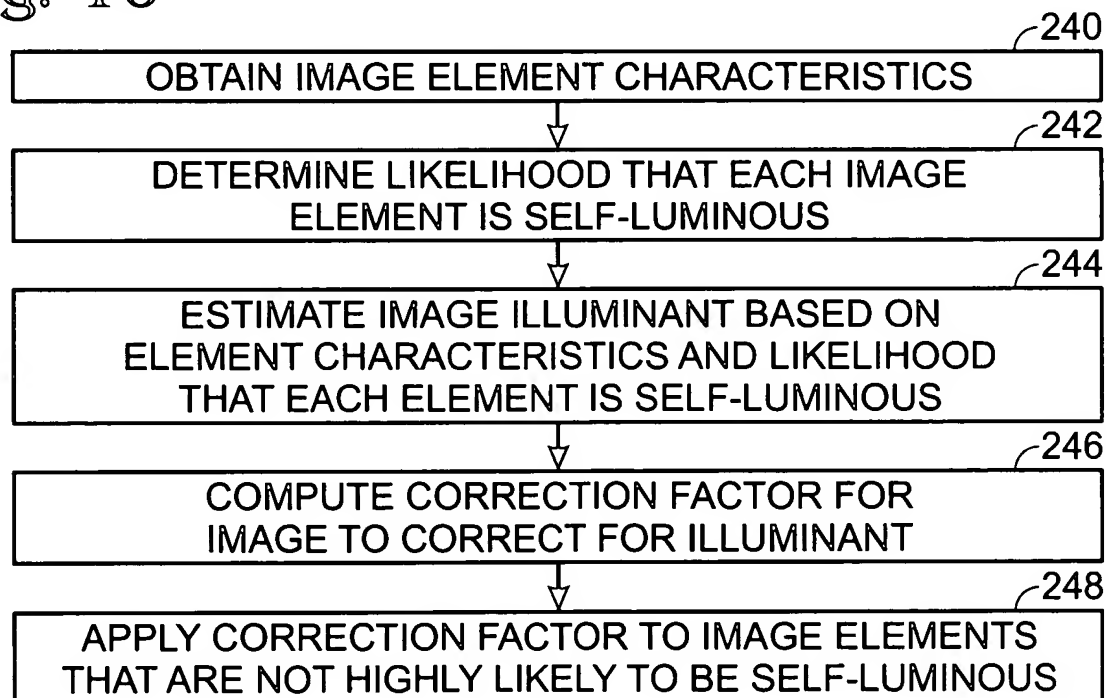 240
OBTAIN IMAGE ELEMENT CHARACTERISTICS
242
DETERMINE LIKELIHOOD THAT EACH IMAGE
ELEMENT IS SELF-LUMINOUS
244
ESTIMATE IMAGE ILLUMINANT BASED ON
ELEMENT CHARACTERISTICS AND LIKELIHOOD
THAT EACH ELEMENT IS SELF-LUMINOUS
246
COMPUTE CORRECTION FACTOR FOR
IMAGE TO CORRECT FOR ILLUMINANT
248
APPLY CORRECTION FACTOR TO IMAGE ELEMENTS
THAT ARE NOT HIGHLY LIKELY TO BE SELF-LUMINOUS